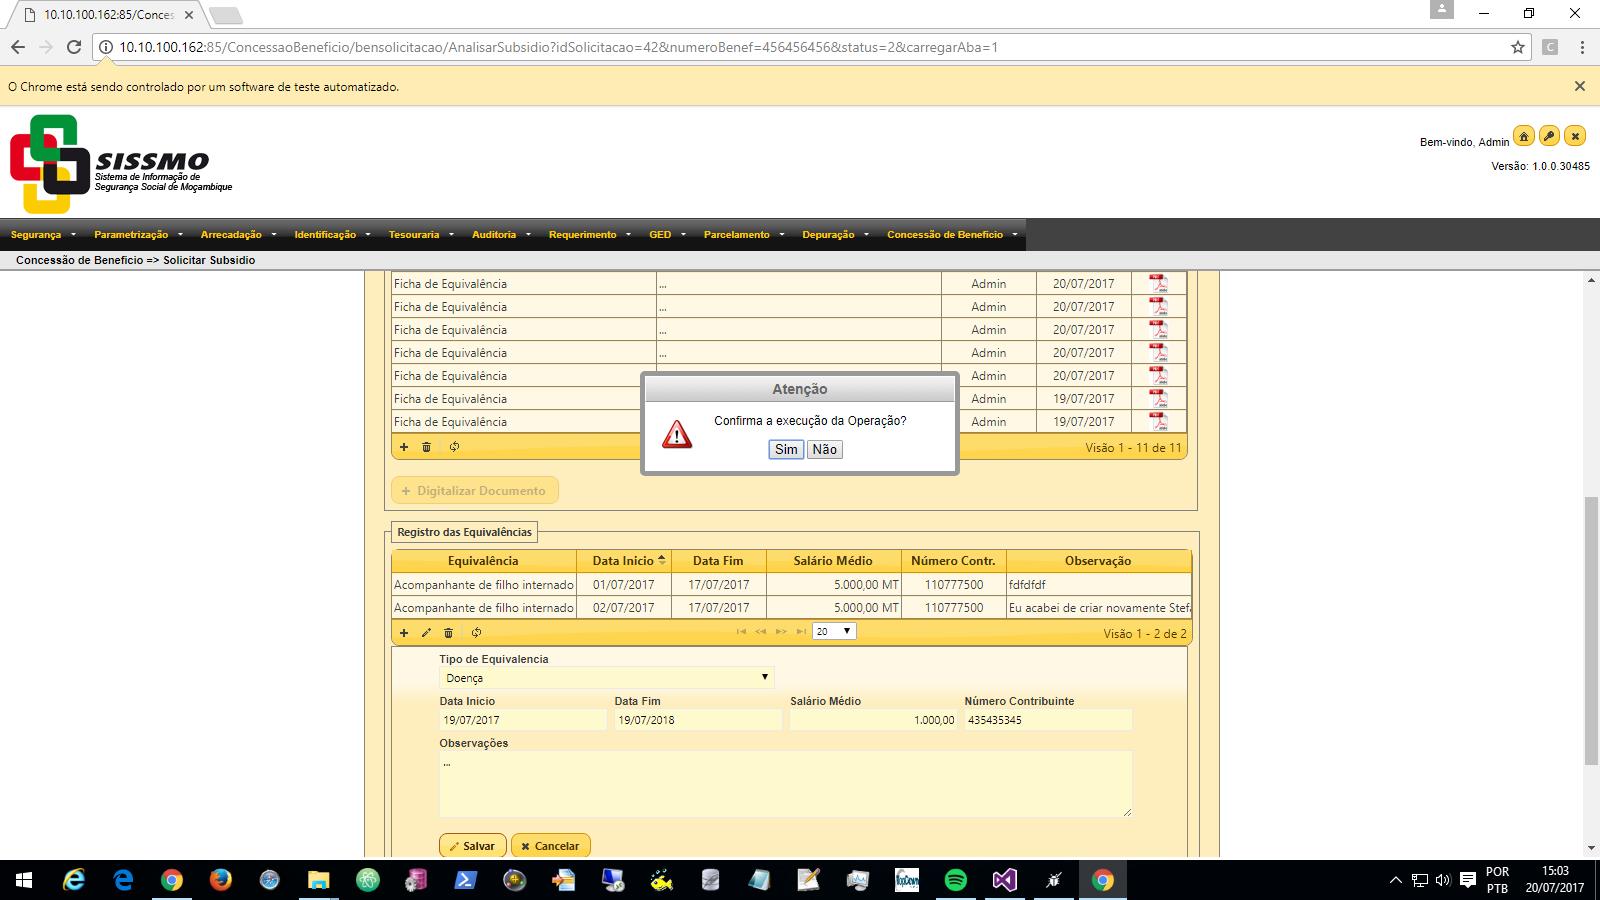 10.10.100.162:85/Conces
10.10.100.162:85/ConcessaoBeneficio/bensolicitacao/AnalisarSubsidio?idSolicitacao=42&numeroBenef=456456456&status=2&carregarAba=1
O Chrome está sendo controlado por um software de teste automatizado.
SISSMO
Sistema de Informação de
Segurança Social de Moçambique
Bem-vindo, Admin
Versão: 1.0.0.30485
Segurança Parametrização Arrecadação Identificação Tesouraria Auditoria Requerimento GED Parcelamento Depuração Concessão de Beneficio
Concessão de Beneficio => Solicitar Subsidio
Ficha de Equivalência ... Admin 20/07/2017
Ficha de Equivalência ... Admin 20/07/2017
Ficha de Equivalência ... Admin 20/07/2017
Ficha de Equivalência ... Admin 20/07/2017
Ficha de Equivalência Admin 20/07/2017
Ficha de Equivalência Admin 19/07/2017
Ficha de Equivalência Admin 19/07/2017
Visão 1 - 11 de 11
Atenção
Confirma a execução da Operação?
Sim Não
+ Digitalizar Documento
Registro das Equivalências
Equivalência Data Inicio Data Fim Salário Médio Número Contr. Observação
Acompanhante de filho internado 01/07/2017 17/07/2017 5.000,00 MT 110777500 fdfdfdf
Acompanhante de filho internado 02/07/2017 17/07/2017 5.000,00 MT 110777500 Eu acabei de criar novamente Stef
20 Visão 1 - 2 de 2
Tipo de Equivalencia
Doença
Data Inicio Data Fim Salário Médio Número Contribuinte
19/07/2017 19/07/2018 1.000,00 435435345
Observações
...
Salvar Cancelar
POR
PTB
15:03
20/07/2017